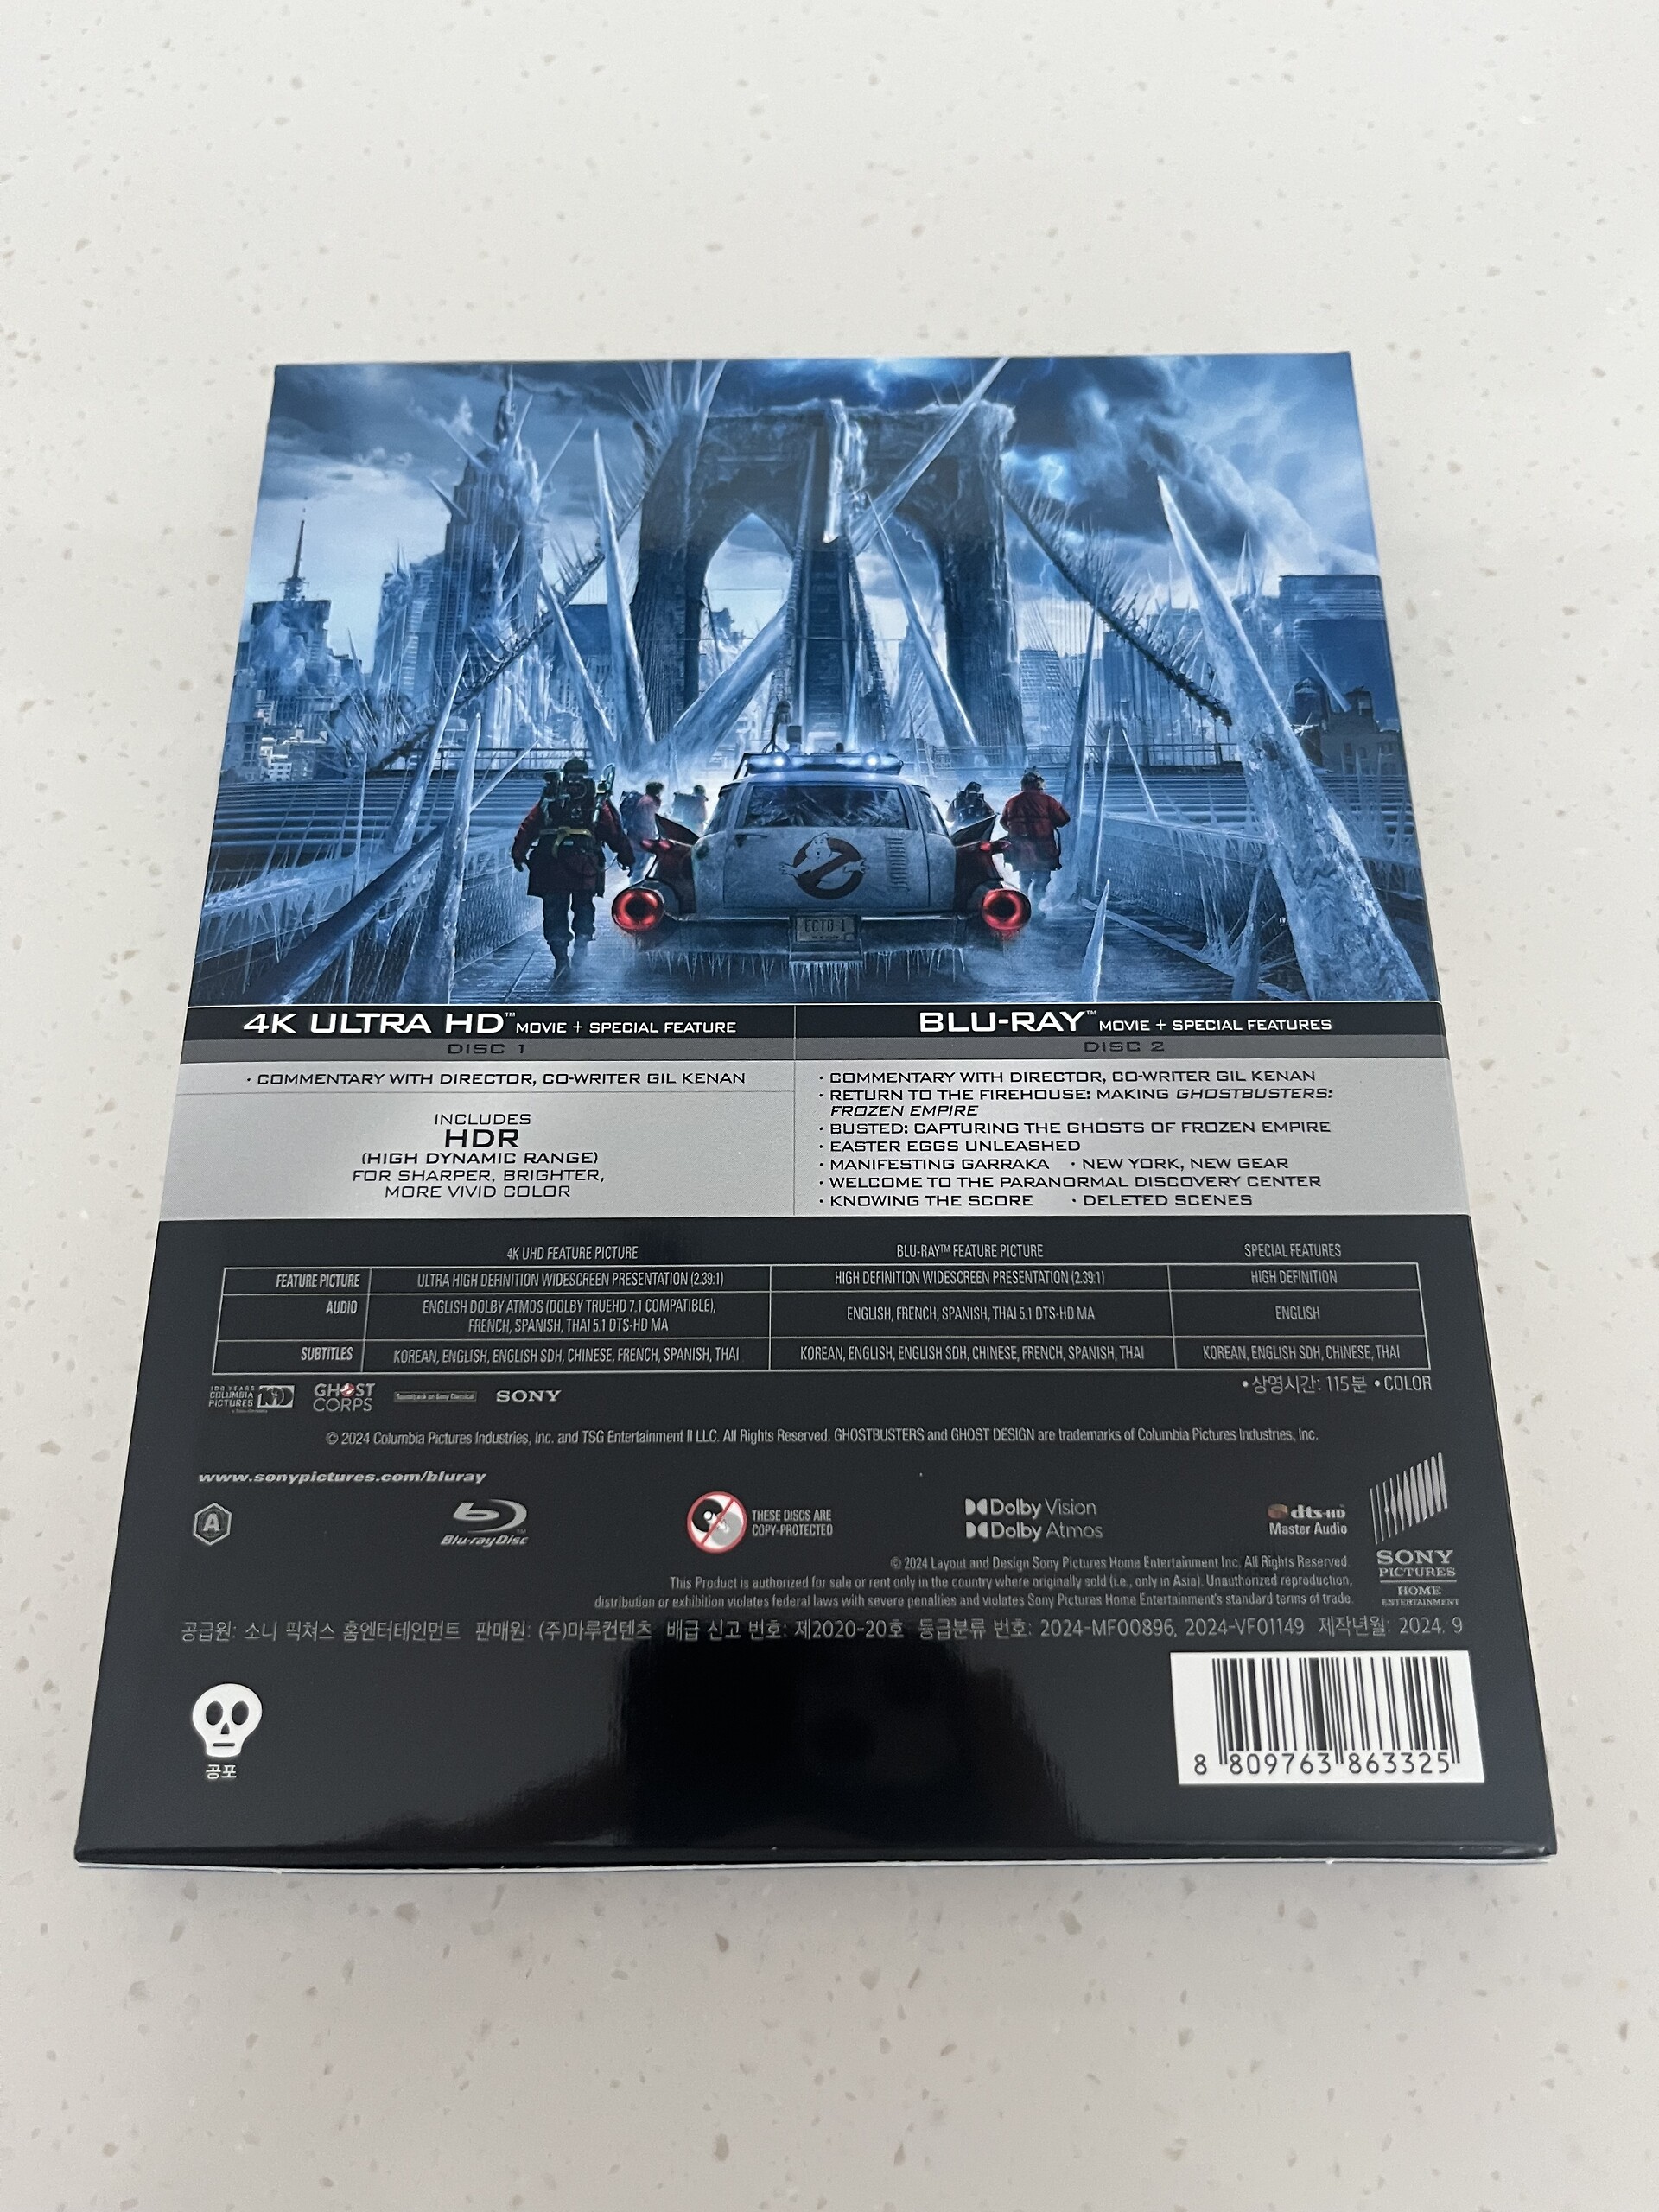 ECTO-1
4K ULTRA HD™ MOVIE + SPECIAL FEATURE
DISC 1
· COMMENTARY WITH DIRECTOR, CO-WRITER GIL KENAN
INCLUDES
HDR
(HIGH DYNAMIC RANGE)
FOR SHARPER, BRIGHTER,
MORE VIVID COLOR
BLU-RAY™ MOVIE + SPECIAL FEATURES
DISC 2
· COMMENTARY WITH DIRECTOR, CO-WRITER GIL KENAN
· RETURN TO THE FIREHOUSE: MAKING GHOSTBUSTERS:
FROZEN EMPIRE
· BUSTED: CAPTURING THE GHOSTS OF FROZEN EMPIRE
· EASTER EGGS UNLEASHED
· MANIFESTING GARRAKA · NEW YORK, NEW GEAR
· WELCOME TO THE PARANORMAL DISCOVERY CENTER
· KNOWING THE SCORE · DELETED SCENES
4K UHD FEATURE PICTURE BLU-RAY™ FEATURE PICTURE SPECIAL FEATURES
FEATURE PICTURE ULTRA HIGH DEFINITION WIDESCREEN PRESENTATION (2.39:1) HIGH DEFINITION WIDESCREEN PRESENTATION (2.39:1) HIGH DEFINITION
AUDIO ENGLISH DOLBY ATMOS (DOLBY TRUEHD 7.1 COMPATIBLE),
FRENCH, SPANISH, THAI 5.1 DTS-HD MA
ENGLISH, FRENCH, SPANISH, THAI 5.1 DTS-HD MA ENGLISH
SUBTITLES KOREAN, ENGLISH, ENGLISH SDH, CHINESE, FRENCH, SPANISH, THAI KOREAN, ENGLISH, ENGLISH SDH, CHINESE, FRENCH, SPANISH, THAI KOREAN, ENGLISH SDH, CHINESE, THAI
• 상영시간: 115분 • COLOR
100 YEARS
COLUMBIA
PICTURES
GHOST
CORPS
Soundtrack on Sony Classical
SONY
© 2024 Columbia Pictures Industries, Inc. and TSG Entertainment II LLC. All Rights Reserved. GHOSTBUSTERS and GHOST DESIGN are trademarks of Columbia Pictures Industries, Inc.
www.sonypictures.com/bluray
A
Blu-ray Disc™
THESE DISCS ARE
COPY-PROTECTED
Dolby Vision
Dolby Atmos
dts-HD
Master Audio
SONY
PICTURES
HOME
ENTERTAINMENT
© 2024 Layout and Design Sony Pictures Home Entertainment Inc. All Rights Reserved.
This Product is authorized for sale or rent only in the country where originally sold (i.e., only in Asia). Unauthorized reproduction,
distribution or exhibition violates federal laws with severe penalties and violates Sony Pictures Home Entertainment's standard terms of trade.
공급원: 소니 픽쳐스 홈엔터테인먼트 판매원: (주)마루컨텐츠 배급 신고 번호: 제2020-20호 등급분류 번호: 2024-MF00896, 2024-VF01149 제작년월: 2024. 9
공포
8 809763 863325